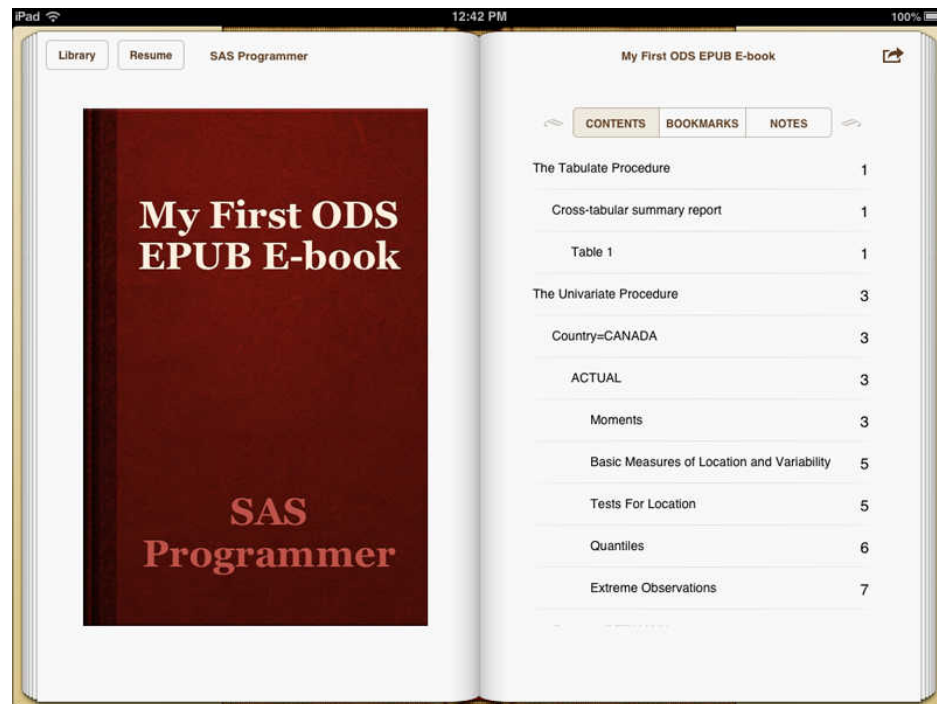 iPad 12:42 PM 100%
Library Resume SAS Programmer
My First ODS
EPUB E-book
SAS
Programmer
My First ODS EPUB E-book
CONTENTS BOOKMARKS NOTES
The Tabulate Procedure 1
Cross-tabular summary report 1
Table 1 1
The Univariate Procedure 3
Country=CANADA 3
ACTUAL 3
Moments 3
Basic Measures of Location and Variability 5
Tests For Location 5
Quantiles 6
Extreme Observations 7